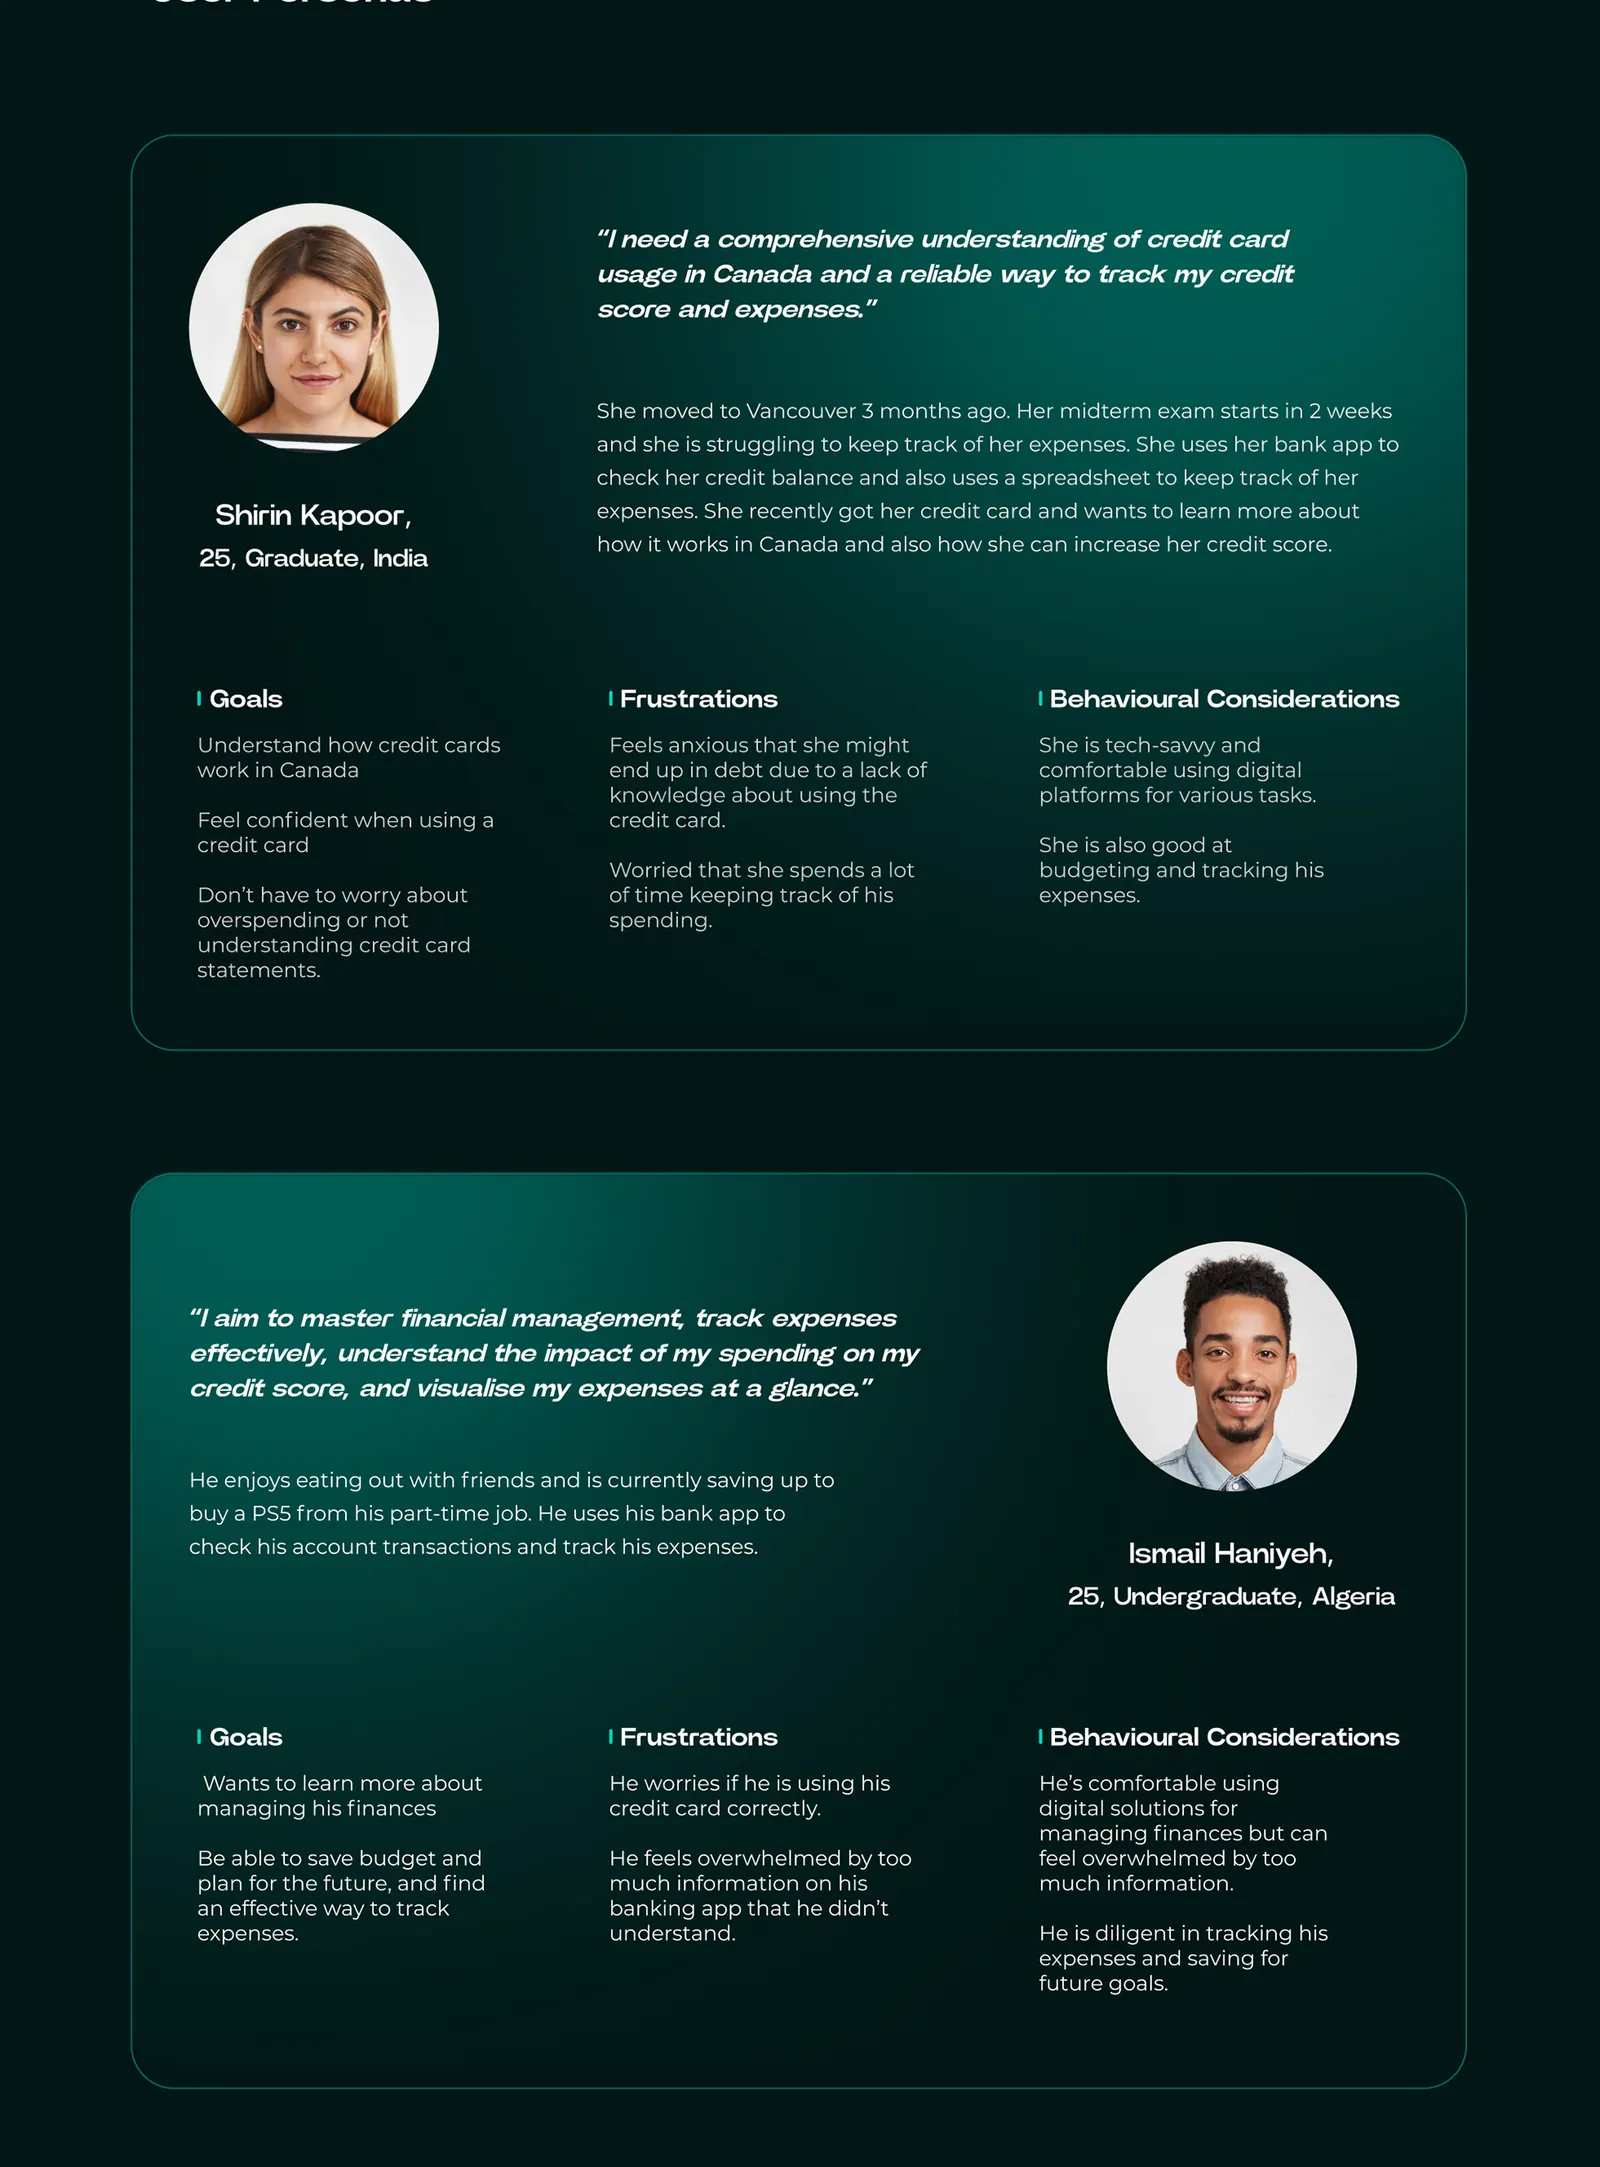 User Personas
“I need a comprehensive understanding of credit card
usage in Canada and a reliable way to track my credit
score and expenses.”
She moved to Vancouver 3 months ago. Her midterm exam starts in 2 weeks
and she is struggling to keep track of her expenses. She uses her bank app to
check her credit balance and also uses a spreadsheet to keep track of her
expenses. She recently got her credit card and wants to learn more about
how it works in Canada and also how she can increase her credit score.
Shirin Kapoor,
25, Graduate, India
Goals
Understand how credit cards
work in Canada
Feel confident when using a
credit card
Don’t have to worry about
overspending or not
understanding credit card
statements.
Frustrations
Feels anxious that she might
end up in debt due to a lack of
knowledge about using the
credit card.
Worried that she spends a lot
of time keeping track of his
spending.
Behavioural Considerations
She is tech-savvy and
comfortable using digital
platforms for various tasks.
She is also good at
budgeting and tracking his
expenses.
“I aim to master financial management, track expenses
effectively, understand the impact of my spending on my
credit score, and visualise my expenses at a glance.”
He enjoys eating out with friends and is currently saving up to
buy a PS5 from his part-time job. He uses his bank app to
check his account transactions and track his expenses.
Ismail Haniyeh,
25, Undergraduate, Algeria
Goals
Wants to learn more about
managing his finances
Be able to save budget and
plan for the future, and find
an effective way to track
expenses.
Frustrations
He worries if he is using his
credit card correctly.
He feels overwhelmed by too
much information on his
banking app that he didn’t
understand.
Behavioural Considerations
He’s comfortable using
digital solutions for
managing finances but can
feel overwhelmed by too
much information.
He is diligent in tracking his
expenses and saving for
future goals.